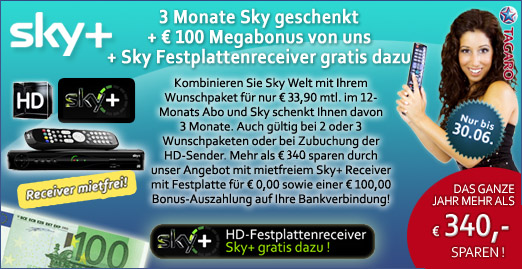 sky+
3 Monate Sky geschenkt
+ € 100 Megabonus von uns
+ Sky Festplattenreceiver gratis dazu
TAGARO
HD
sky+
Kombinieren Sie Sky Welt mit Ihrem
Wunschpaket für nur € 33,90 mtl. im 12-
Monats Abo und Sky schenkt Ihnen davon
3 Monate. Auch gültig bei 2 oder 3
Wunschpaketen oder bei Zubuchung der
HD-Sender. Mehr als € 340 sparen durch
unser Angebot mit mietfreiem Sky+ Receiver
mit Festplatte für € 0,00 sowie einer € 100,00
Bonus-Auszahlung auf Ihre Bankverbindung!
Nur bis
30.06.
sky+
Receiver mietfrei!
100
sky+
HD-Festplattenreceiver
Sky+ gratis dazu !
DAS GANZE
JAHR MEHR ALS
€ 340,-
SPAREN !